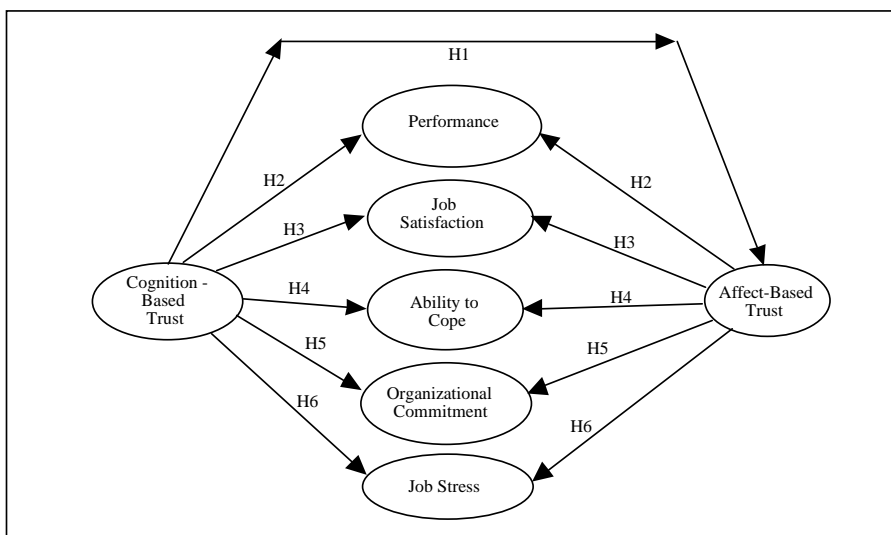 H1
Performance
H2
H2
Job
Satisfaction
H3
H3
Cognition -
Based
Trust
H4
Ability to
Cope
H4
Affect-Based
Trust
H5
H5
Organizational
Commitment
H6
H6
Job Stress